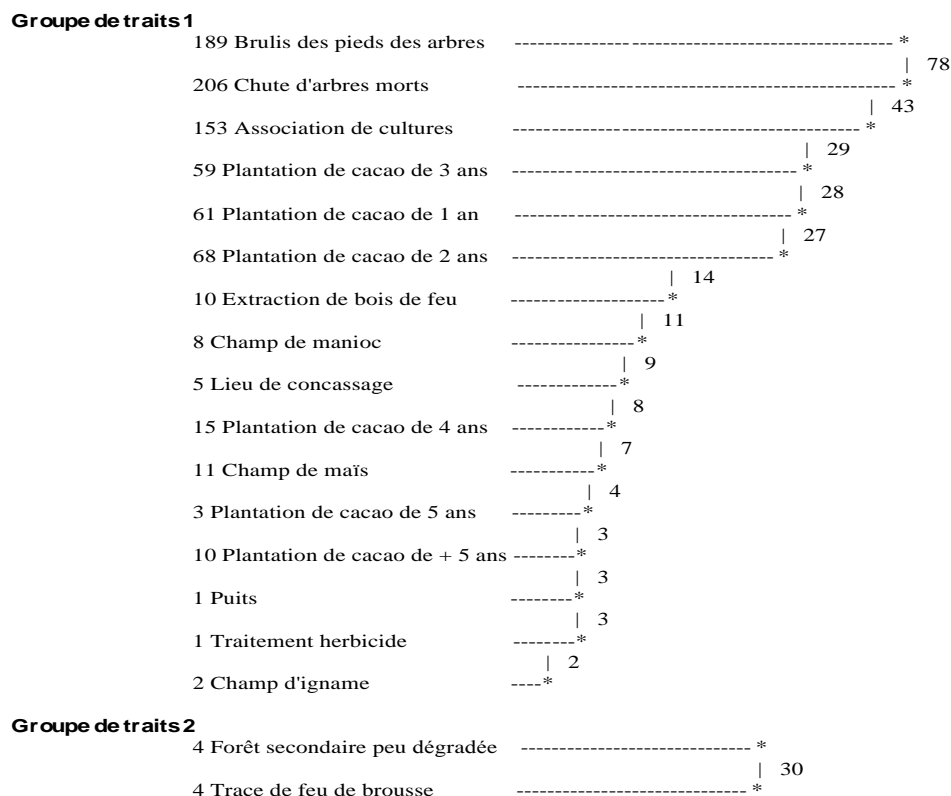 Groupe de traits 1
189 Brulis des pieds des arbres ------------------------------------------------ *
| 78
206 Chute d'arbres morts ------------------------------------------------ *
| 43
153 Association de cultures -------------------------------------------- *
| 29
59 Plantation de cacao de 3 ans ------------------------------------ *
| 28
61 Plantation de cacao de 1 an ----------------------------------- *
| 27
68 Plantation de cacao de 2 ans --------------------------------- *
| 14
10 Extraction de bois de feu --------------------*
| 11
8 Champ de manioc ----------------*
| 9
5 Lieu de concassage -------------*
| 8
15 Plantation de cacao de 4 ans ------------*
| 7
11 Champ de maïs -----------*
| 4
3 Plantation de cacao de 5 ans ---------*
| 3
10 Plantation de cacao de + 5 ans --------*
| 3
1 Puits --------*
| 3
1 Traitement herbicide --------*
| 2
2 Champ d'igname ----*
Groupe de traits 2
4 Forêt secondaire peu dégradée ----------------------------- *
| 30
4 Trace de feu de brousse ----------------------------- *